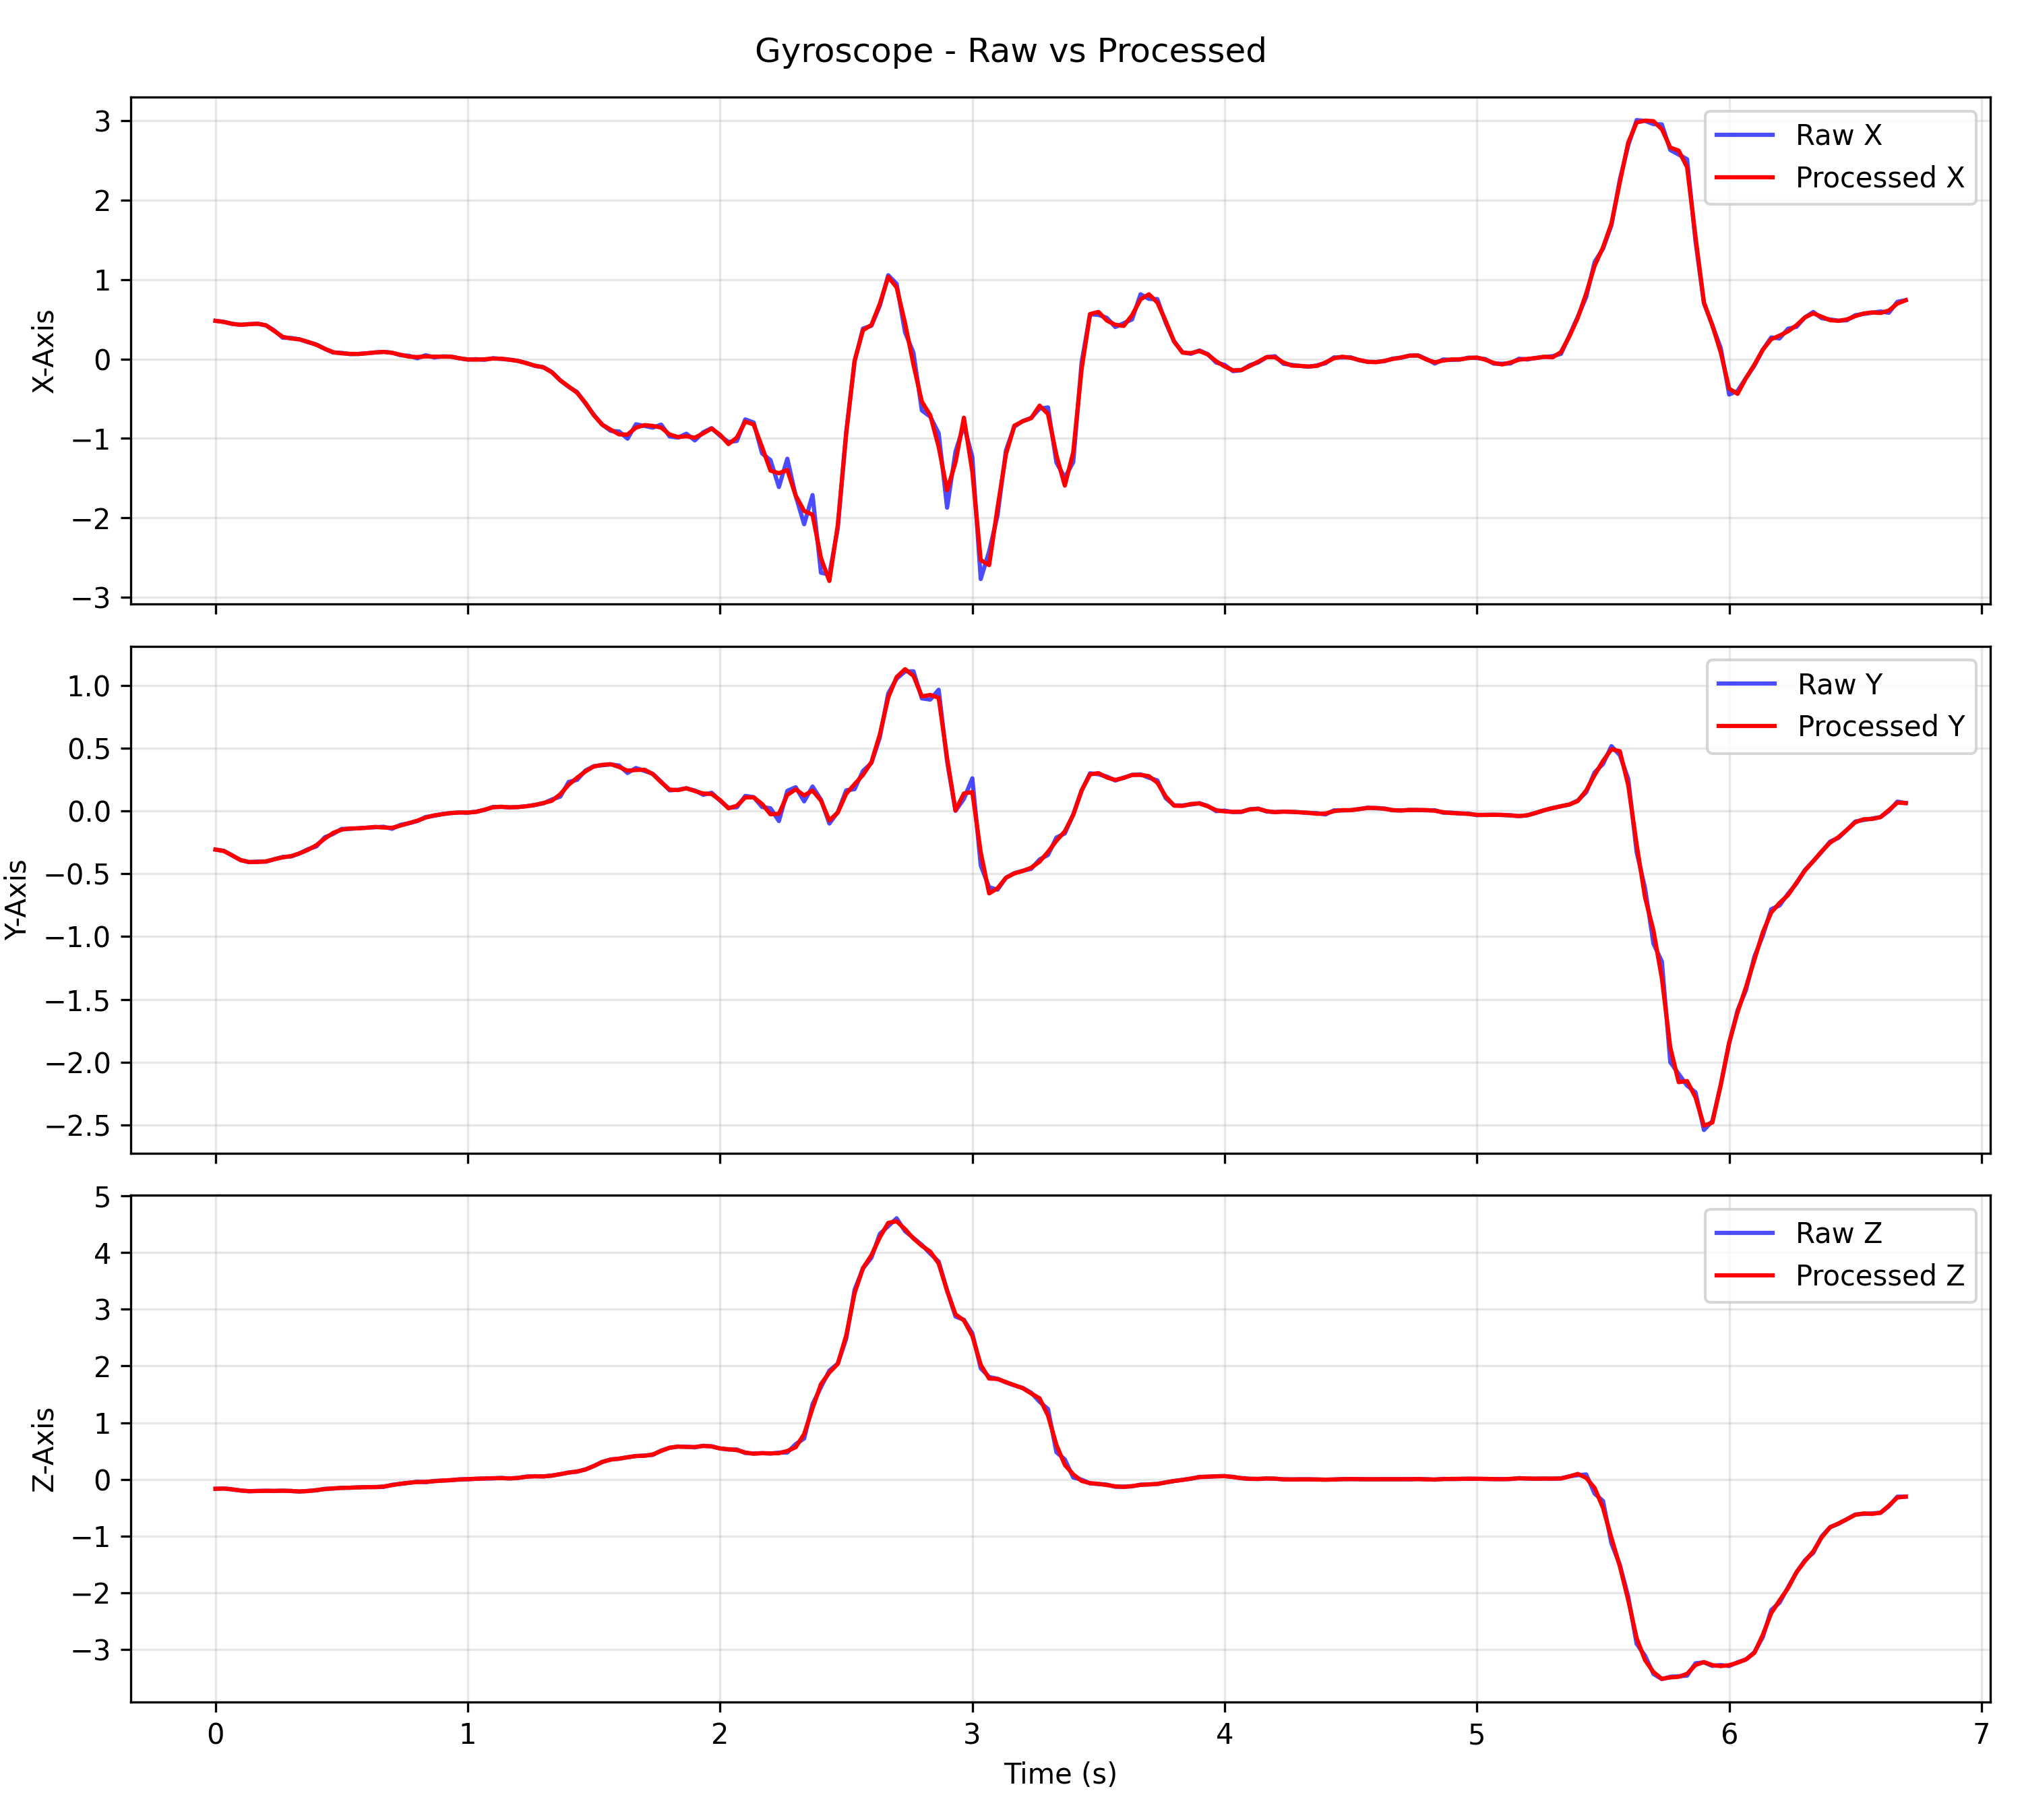 Gyroscope - Raw vs Processed
3
2
1
0
−1
−2
−3
X-Axis
Raw X
Processed X
1.0
0.5
0.0
−0.5
−1.0
−1.5
−2.0
−2.5
Y-Axis
Raw Y
Processed Y
5
4
3
2
1
0
−1
−2
−3
Z-Axis
Raw Z
Processed Z
0 1 2 3 4 5 6 7
Time (s)